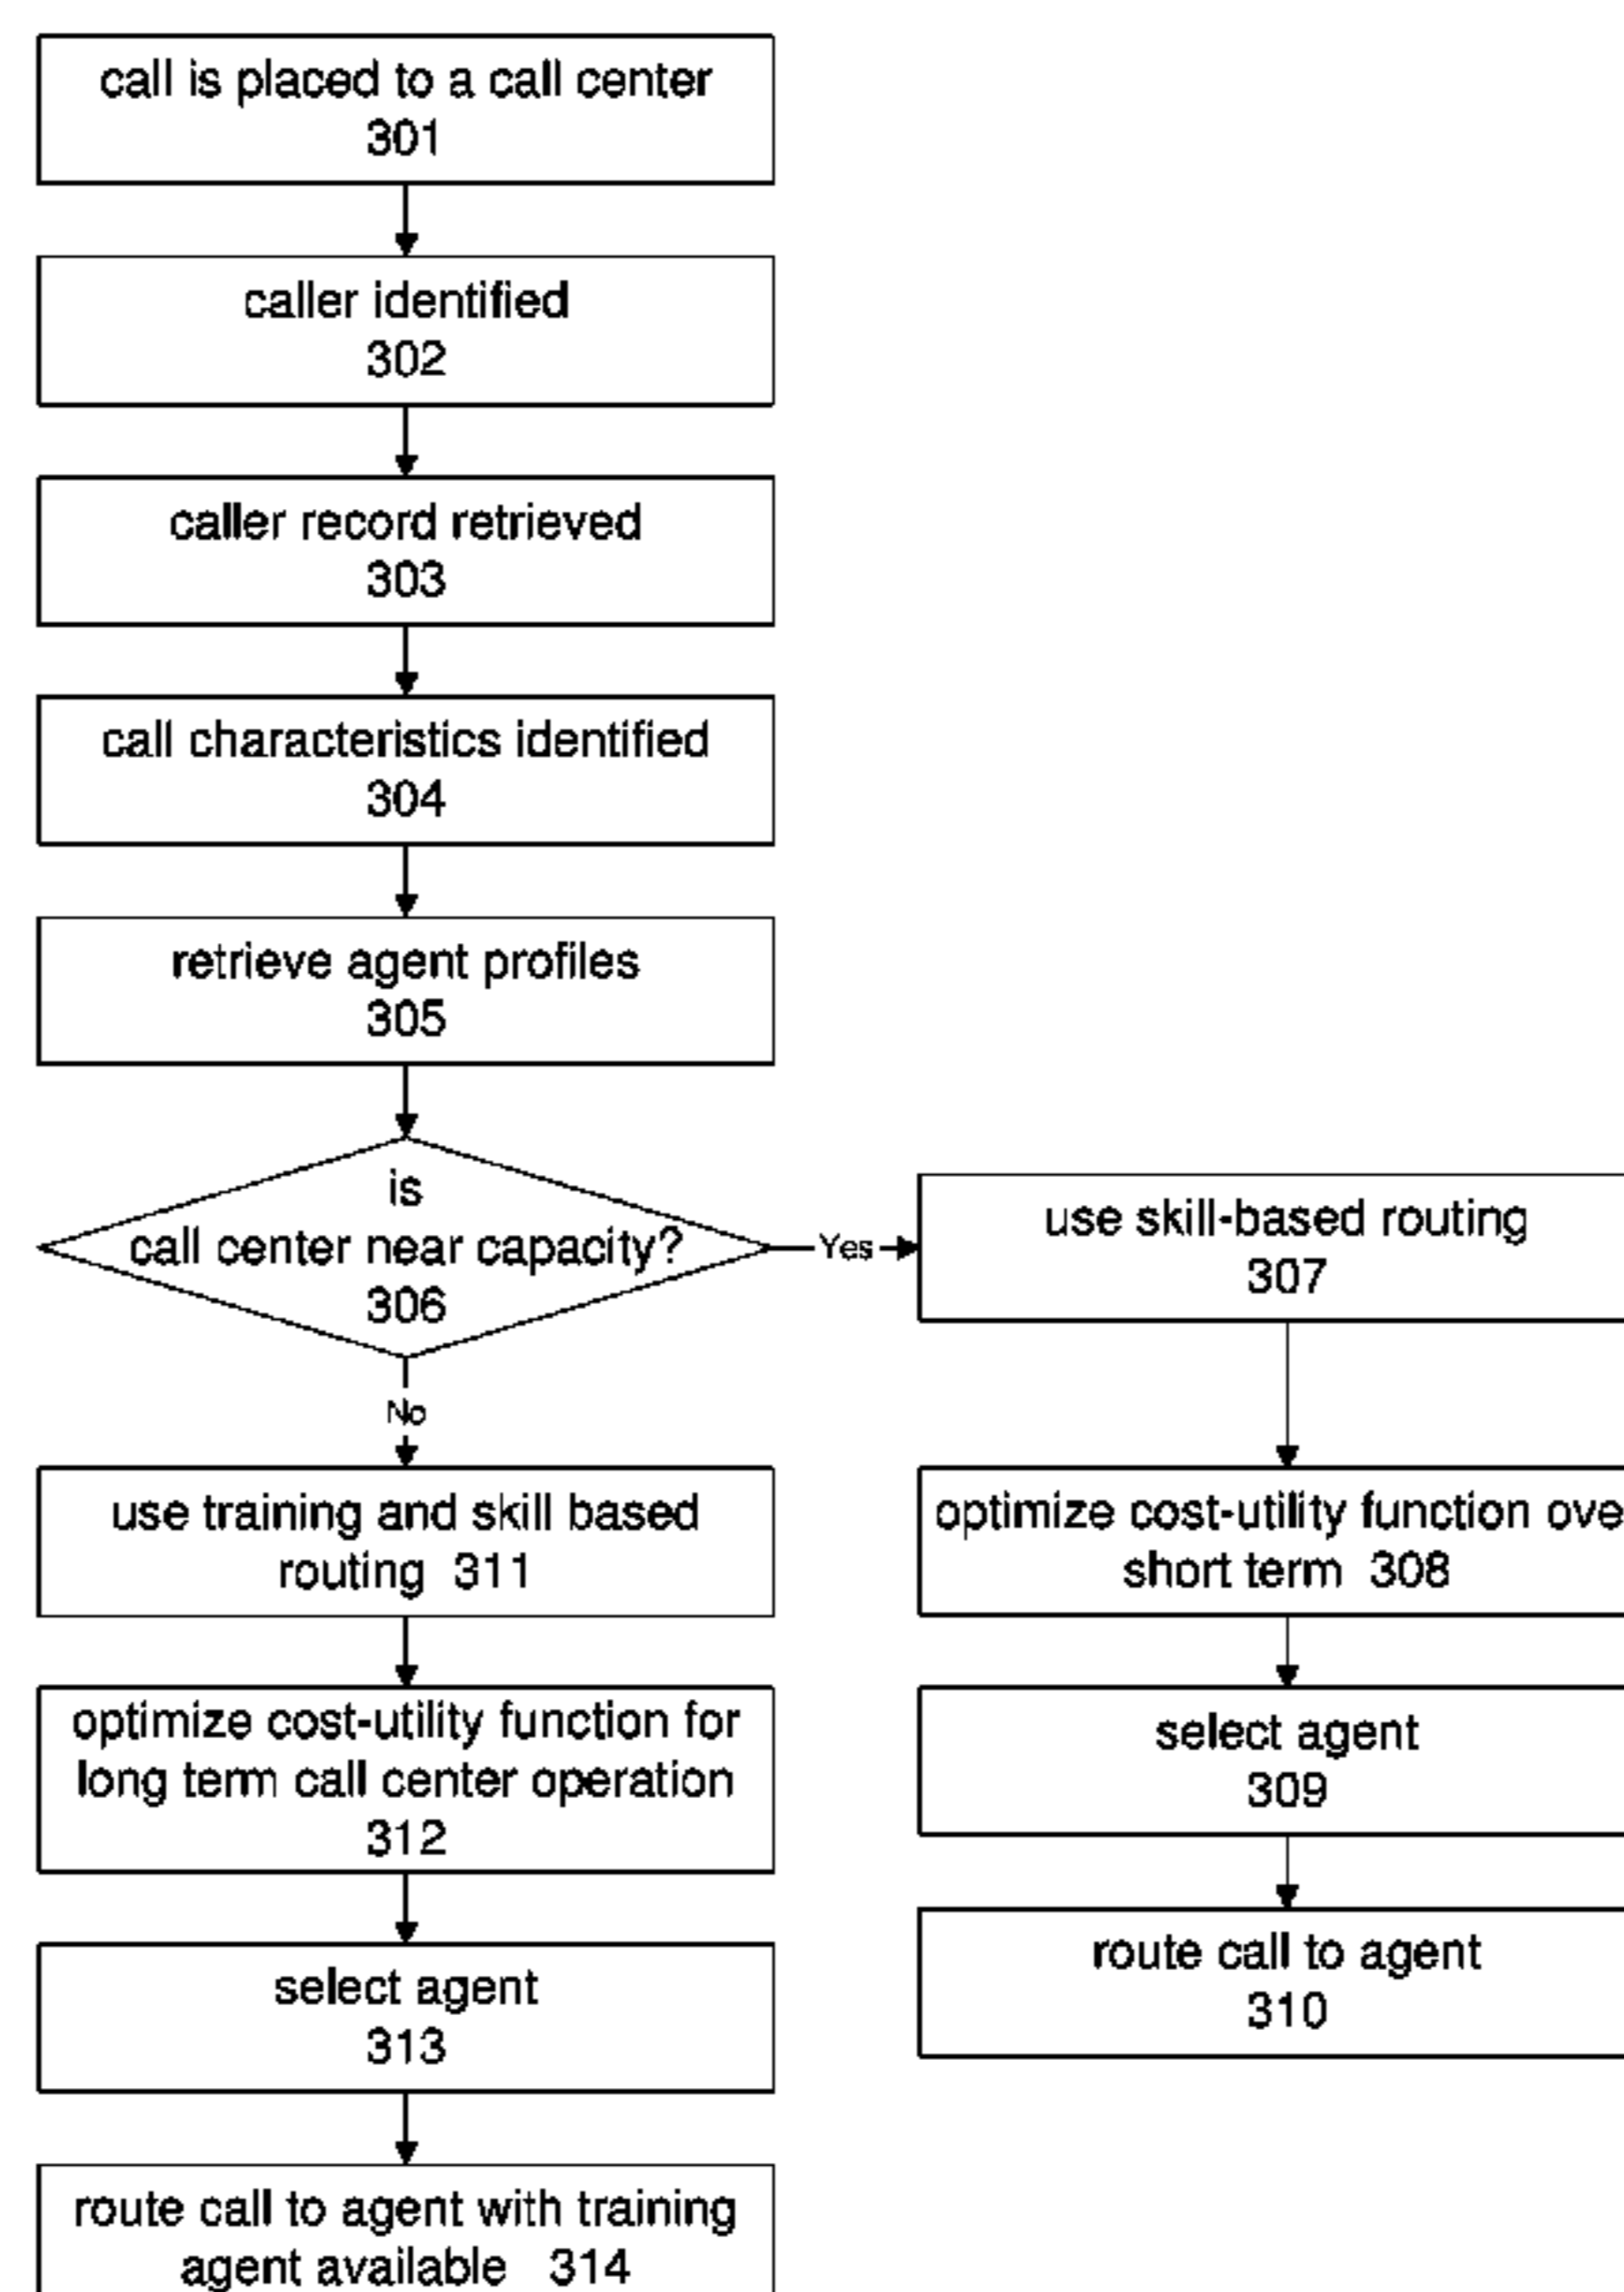 call is placed to a call center
301
caller identified
302
caller record retrieved
303
call characteristics identified
304
retrieve agent profiles
305
is
call center near capacity?
306
Yes
use skill-based routing
307
optimize cost-utility function ove
short term 308
select agent
309
route call to agent
310
No
use training and skill based
routing 311
optimize cost-utility function for
long term call center operation
312
select agent
313
route call to agent with training
agent available 314